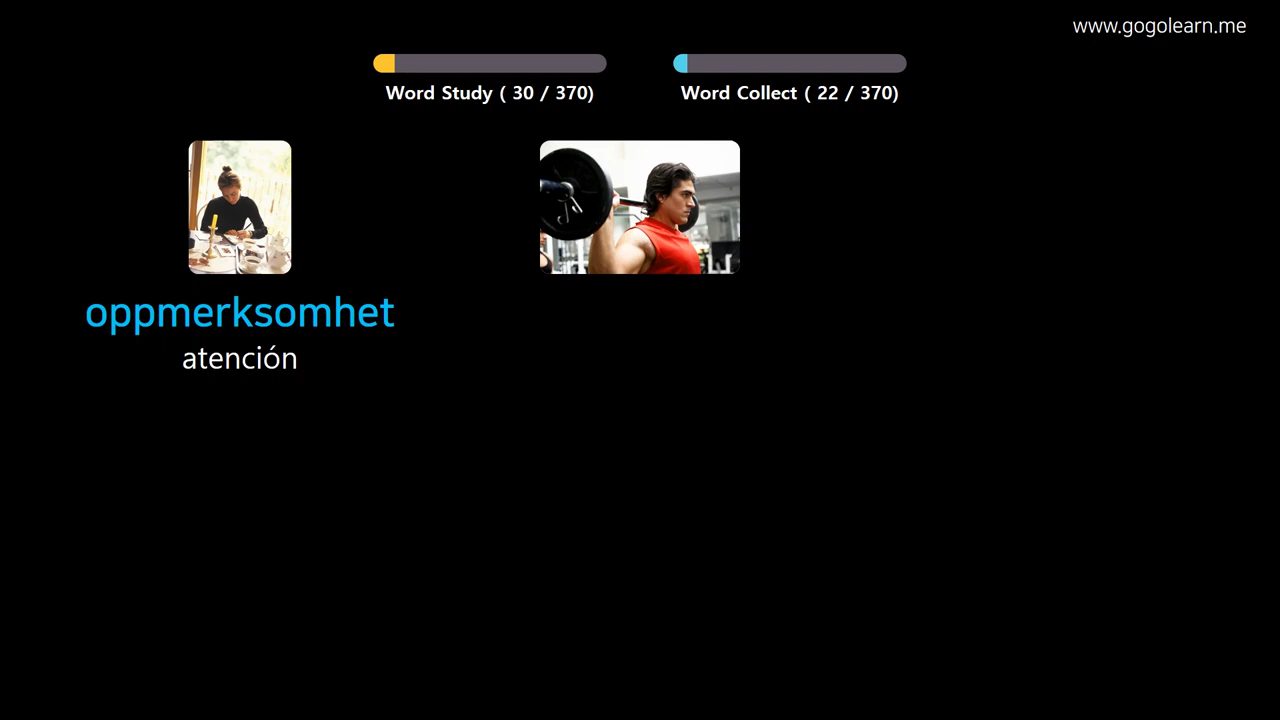 www.gogolearn.me
Word Study ( 30 / 370)
Word Collect ( 22 / 370)
oppmerksomhet
atención